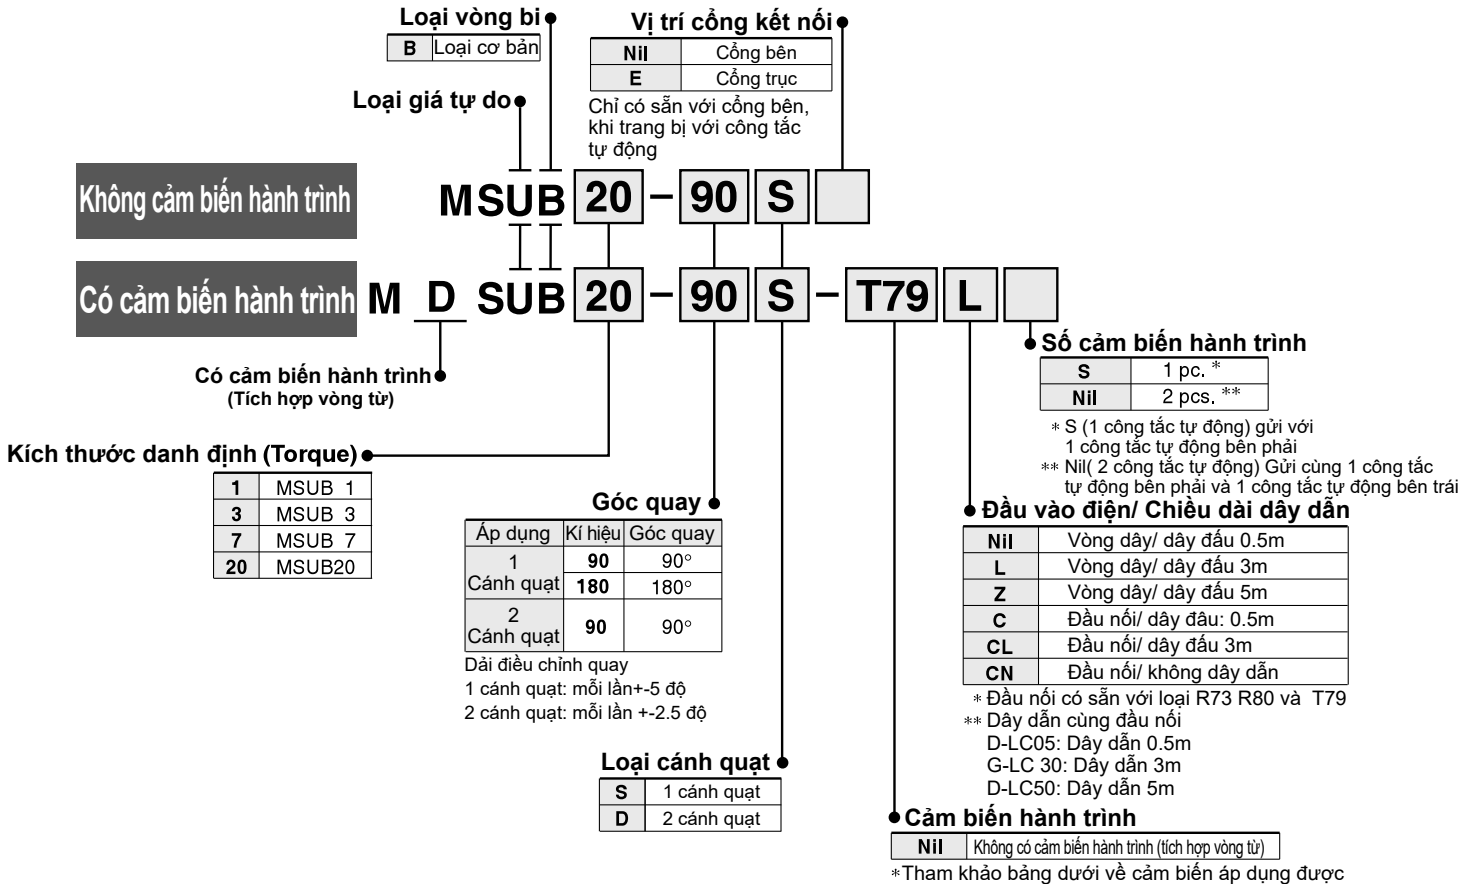 Loại vòng bi
B Loại cơ bản
Vị trí cổng kết nối
Nil Cổng bên
E Cổng trục
Chỉ có sẵn với cổng bên,
khi trang bị với công tắc
tự động
Loại giá tự do
Không cảm biến hành trình
MSUB 20 - 90 S
Có cảm biến hành trình
M D SUB 20 - 90 S - T79 L
Có cảm biến hành trình
(Tích hợp vòng từ)
Số cảm biến hành trình
S 1 pc. *
Nil 2 pcs. **
* S (1 công tắc tự động) gửi với
1 công tắc tự động bên phải
** Nil( 2 công tắc tự động) Gửi cùng 1 công tắc
tự động bên phải và 1 công tắc tự động bên trái
Kích thước danh định (Torque)
1 MSUB 1
3 MSUB 3
7 MSUB 7
20 MSUB20
Góc quay
Áp dụng Kí hiệu Góc quay
1
Cánh quạt
90 90°
180 180°
2
Cánh quạt
90 90°
Dải điều chỉnh quay
1 cánh quạt: mỗi lần+-5 độ
2 cánh quạt: mỗi lần +-2.5 độ
Đầu vào điện/ Chiều dài dây dẫn
Nil Vòng dây/ dây đấu 0.5m
L Vòng dây/ dây đấu 3m
Z Vòng dây/ dây đấu 5m
C Đầu nối/ dây đâu: 0.5m
CL Đầu nối/ dây đấu 3m
CN Đầu nối/ không dây dẫn
* Đầu nối có sẵn với loại R73 R80 và T79
** Dây dẫn cùng đầu nối
D-LC05: Dây dẫn 0.5m
G-LC 30: Dây dẫn 3m
D-LC50: Dây dẫn 5m
Loại cánh quạt
S 1 cánh quạt
D 2 cánh quạt
Cảm biến hành trình
Nil Không có cảm biến hành trình (tích hợp vòng từ)
*Tham khảo bảng dưới về cảm biến áp dụng được